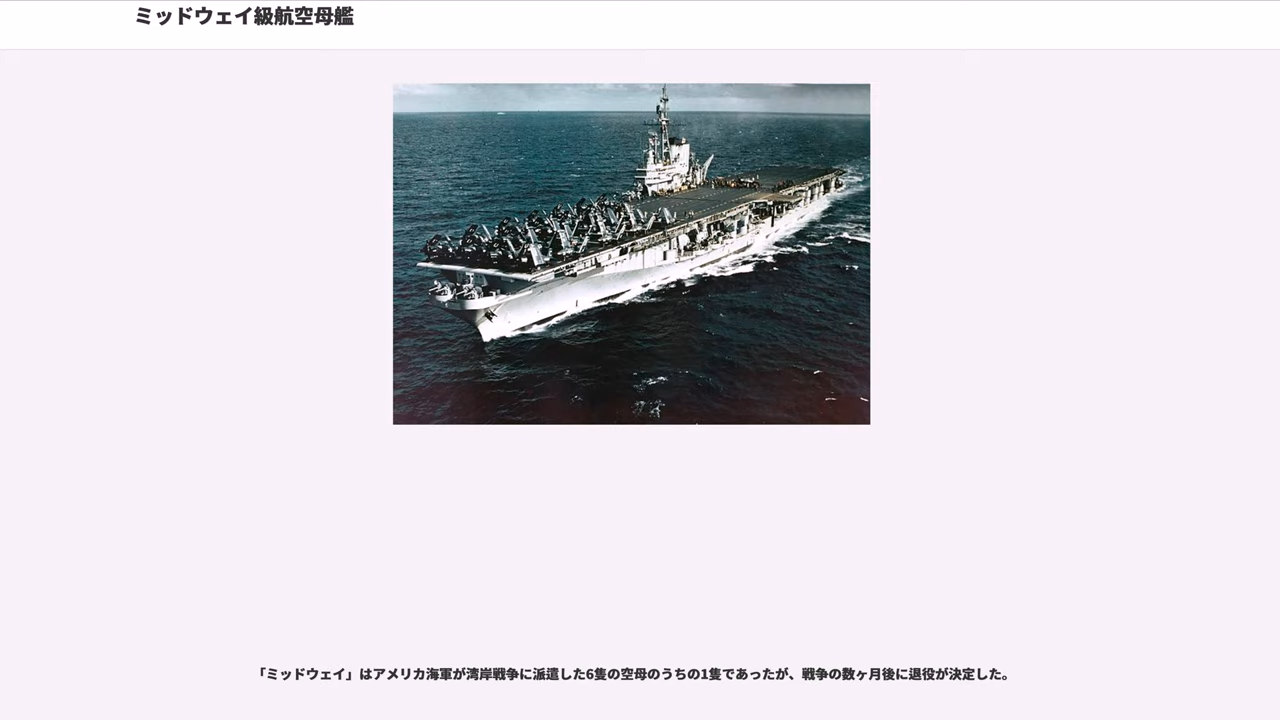 ミッドウェイ級航空母艦
「ミッドウェイ」はアメリカ海軍が湾岸戦争に派遣した6隻の空母のうちの1隻であったが、戦争の数ヶ月後に退役が決定した。